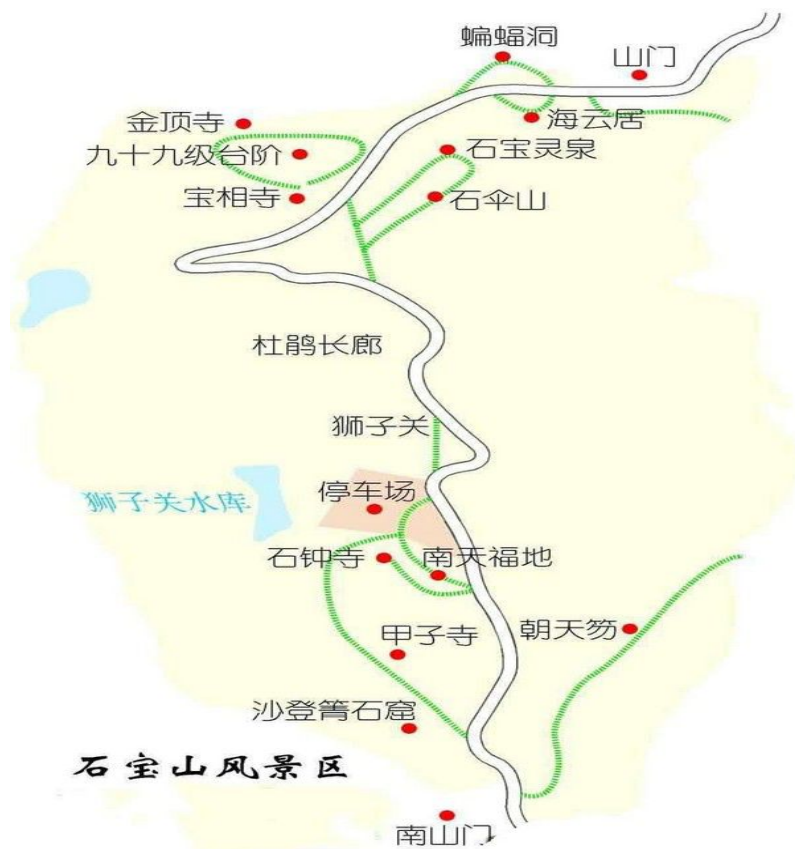 蝙蝠洞
山门
金顶寺
海云居
九十九级台阶
石宝灵泉
宝相寺
石伞山
杜鹃长廊
狮子关
停车场
狮子关水库
石钟寺
南天福地
甲子寺
朝天笏
沙登箐石窟
石宝山风景区
南山门